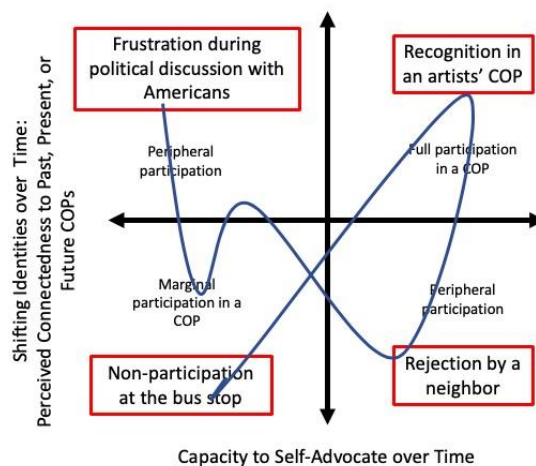 Frustration during
political discussion with
Americans
Recognition in
an artists' COP
Peripheral
participation
Full participation
in a COP
Marginal
participation in a
COP
Peripheral
participation
Non-participation
at the bus stop
Rejection by a
neighbor
Shifting Identities over Time:
Perceived Connectedness to Past, Present, or
Future COPs
Capacity to Self-Advocate over Time